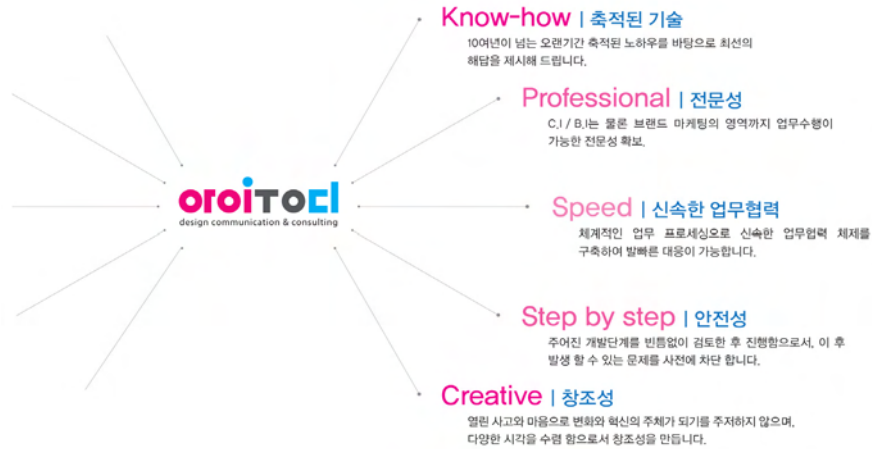 Know-how | 축적된 기술
10여년이 넘는 오랜기간 축적된 노하우를 바탕으로 최선의
해답을 제시해 드립니다.
Professional | 전문성
C.I / B.I는 물론 브랜드 마케팅의 영역까지 업무수행이
가능한 전문성 확보.
design communication & consulting
Speed | 신속한 업무협력
체계적인 업무 프로세싱으로 신속한 업무협력 체제를
구축하여 발빠른 대응이 가능합니다.
Step by step | 안전성
주어진 개발단계를 빈틈없이 검토한 후 진행함으로서, 이 후
발생 할 수 있는 문제를 사전에 차단 합니다.
Creative | 창조성
열린 사고와 마음으로 변화와 혁신의 주체가 되기를 주저하지 않으며,
다양한 시각을 수렴 함으로서 창조성을 만듭니다.